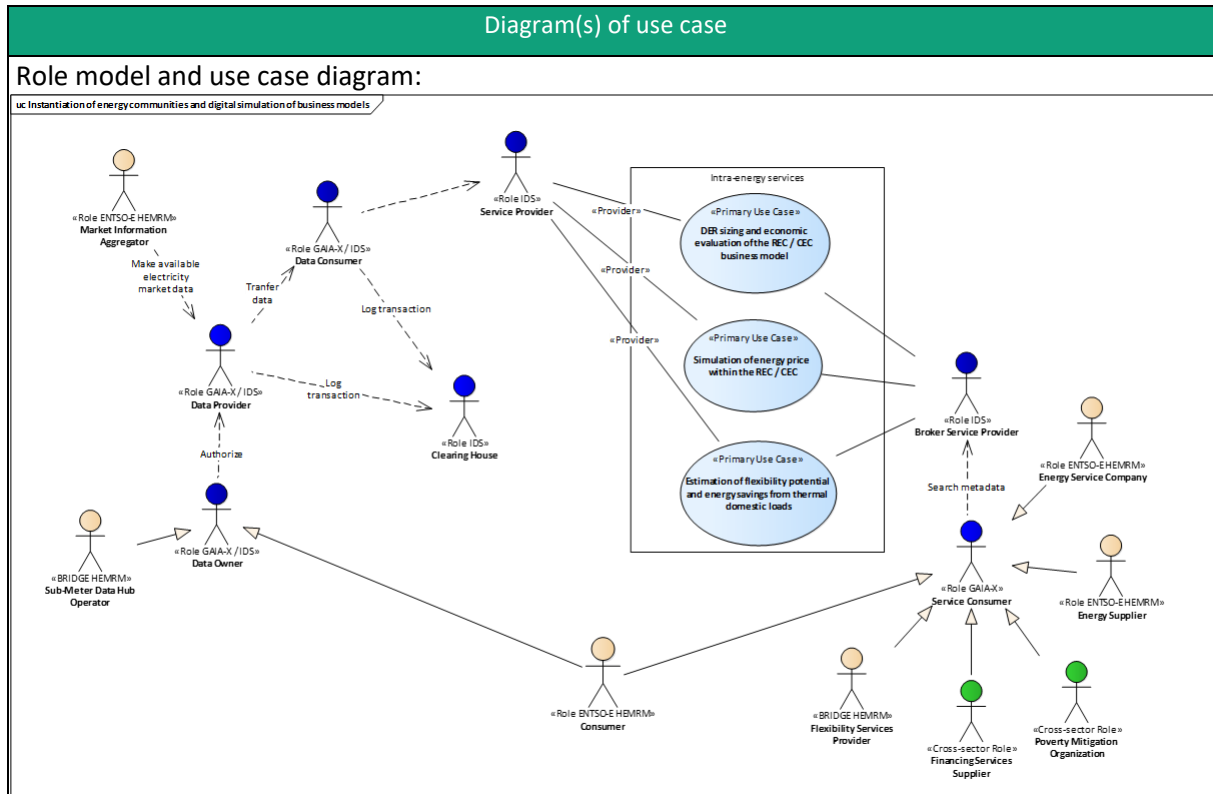 Diagram(s) of use case
Role model and use case diagram:
uc Instantiation of energy communities and digital simulation of business models
«Role ENTSO-E HEMRM»
Market Information
Aggregator
Make available
electricity
market data
«Role GAIA-X / IDS»
Data Consumer
Tranfer
data
Log transaction
«Role IDS»
Service Provider
«Provider»
«Provider»
«Provider»
Intra-energy services
«Primary Use Case»
DER sizing and economic
evaluation of the REC / CEC
business model
«Primary Use Case»
Simulation of energy price
within the REC / CEC
«Primary Use Case»
Estimation of flexibility potential
and energy savings from thermal
domestic loads
«Role GAIA-X / IDS»
Data Provider
Log
transaction
«Role IDS»
Clearing House
Authorize
«Role GAIA-X / IDS»
Data Owner
«BRIDGE HEMRM»
Sub-Meter Data Hub
Operator
«Role IDS»
Broker Service Provider
Search metadata
«Role ENTSO-EHEMRM»
Energy Service Company
«Role GAIA-X»
Service Consumer
«Role ENTSO-EHEMRM»
Energy Supplier
«Role ENTSO-E HEMRM»
Consumer
«BRIDGE HEMRM»
Flexibility Services
Provider
«Cross-sector Role»
Financing Services
Supplier
«Cross-sector Role»
Poverty Mitigation
Organization